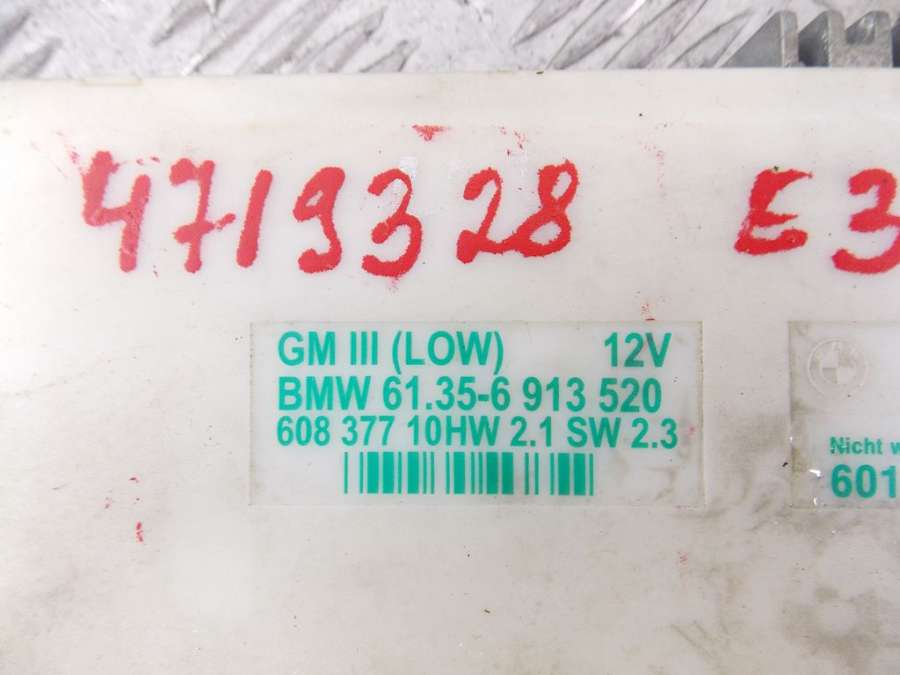 4719328 E3
GM III (LOW) 12V
BMW 61.35-6 913 520
608 377 10HW 2.1 SW 2.3
Nicht
601